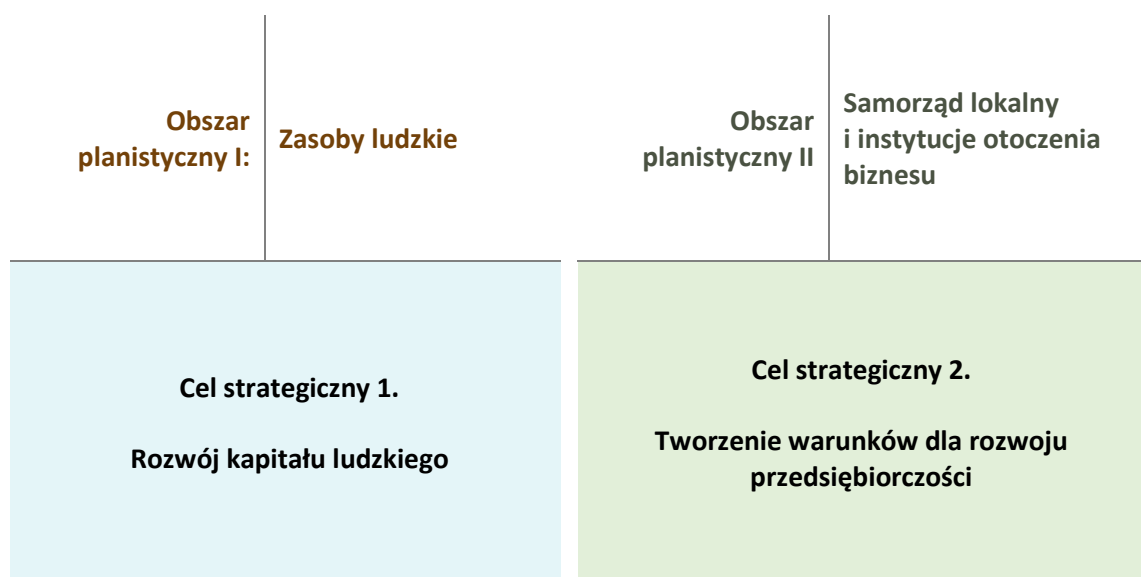 Obszar
planistyczny I:
Zasoby ludzkie
Obszar
planistyczny II
Samorząd lokalny
i instytucje otoczenia
biznesu
Cel strategiczny 1.
Rozwój kapitału ludzkiego
Cel strategiczny 2.
Tworzenie warunków dla rozwoju
przedsiębiorczości